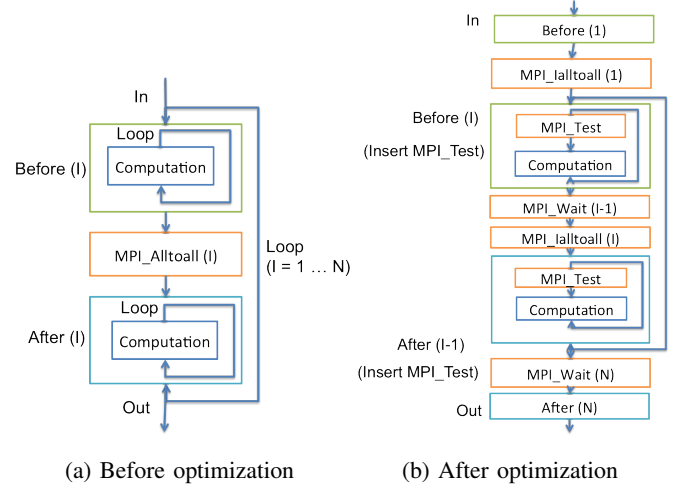 In
Loop
Computation
Before (I)
MPI_Alltoall (I)
Loop
(I = 1 ... N)
Loop
Computation
After (I)
Out
(a) Before optimization
In
Before (1)
MPI_Ialltoall (1)
Before (I)
(Insert MPI_Test)
MPI_Test
Computation
MPI_Wait (I-1)
MPI_Ialltoall (I)
MPI_Test
Computation
After (I-1)
(Insert MPI_Test)
MPI_Wait (N)
Out
After (N)
(b) After optimization